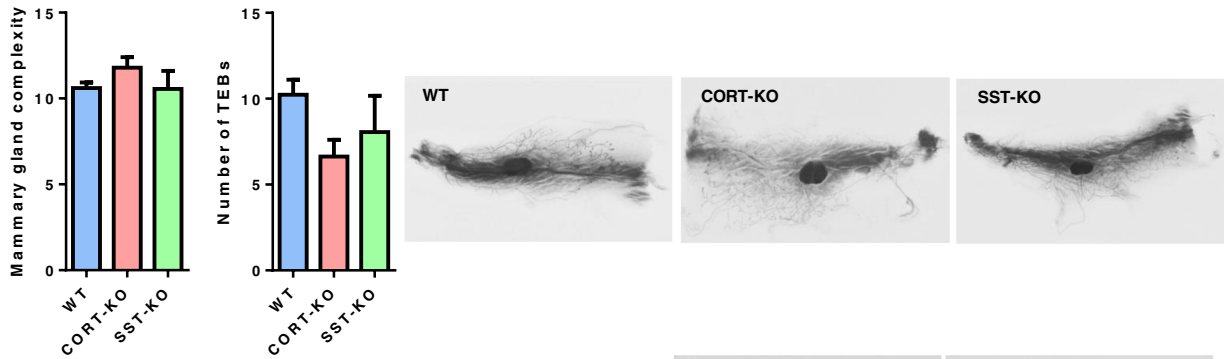 Mammary gland complexity
15
10
5
0
WT
CORT-KO
SST-KO
Number of TEBs
15
10
5
0
WT
CORT-KO
SST-KO
WT
CORT-KO
SST-KO